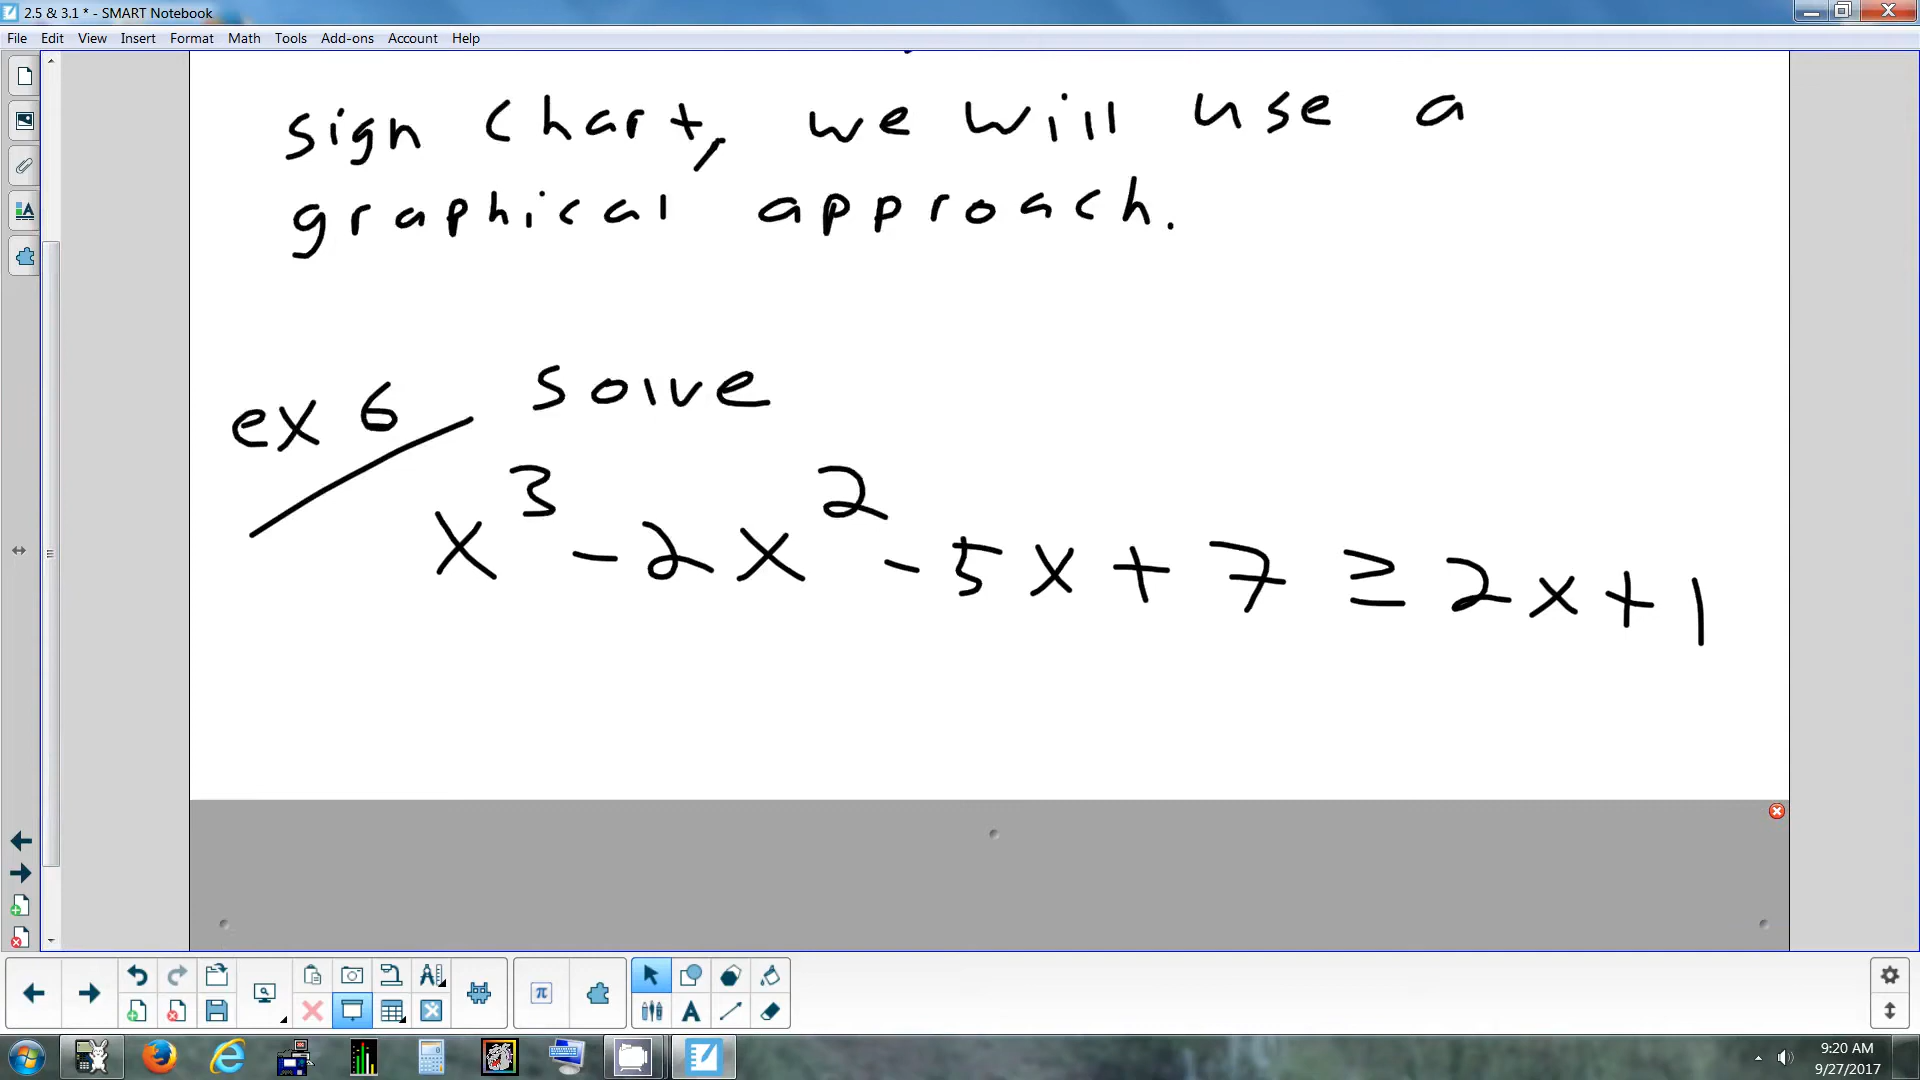 2.5 & 3.1 * - SMART Notebook
File Edit View Insert Format Math Tools Add-ons Account Help
sign chart, we will use a
graphical approach.
ex 6 solve
x³ - 2x² - 5x + 7 ≥ 2x + 1
π
A
9:20 AM
9/27/2017